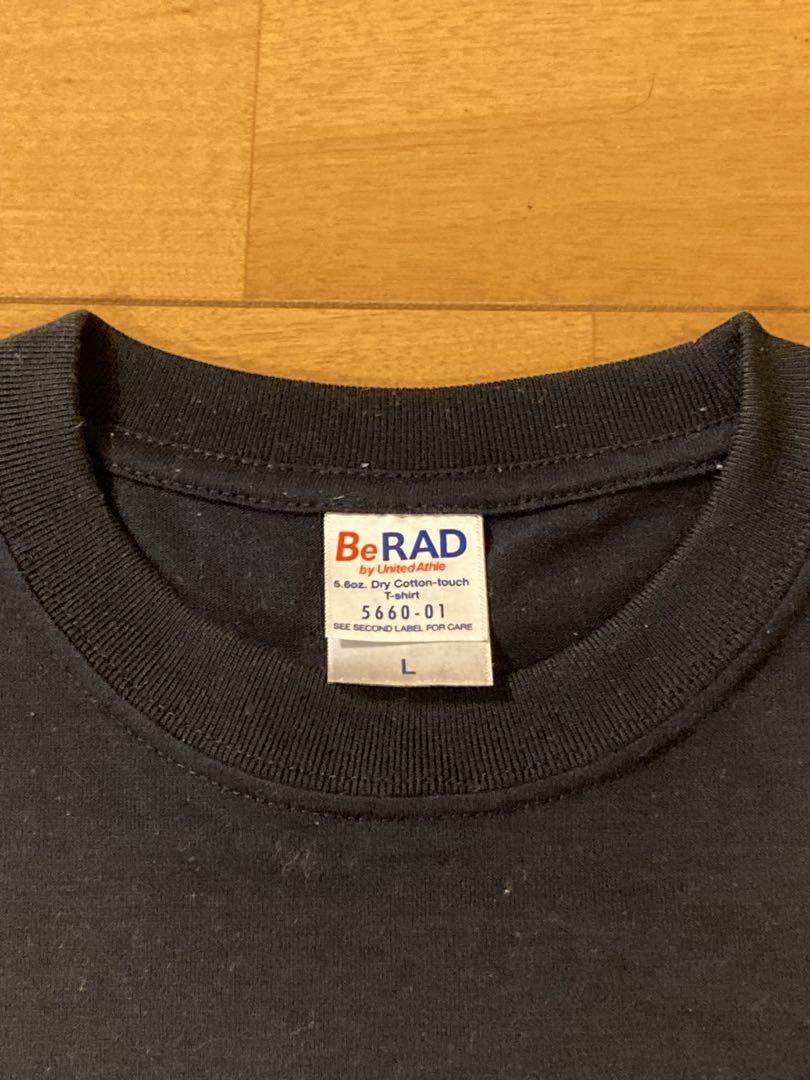 BeRAD
by United Athle
5.6oz. Dry Cotton-touch
T-shirt
5660-01
SEE SECOND LABEL FOR CARE
L